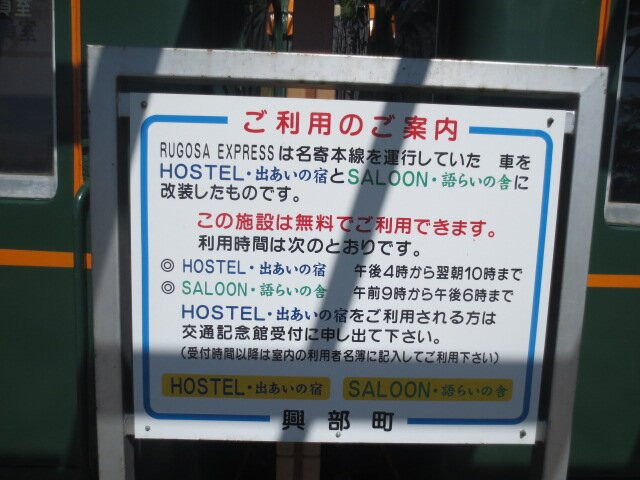 ご利用のご案内
RUGOSA EXPRESSは名寄本線を運行していた 車を
HOSTEL・出あいの宿とSALOON・語らいの舎に
改装したものです。
この施設は無料でご利用できます。
利用時間は次のとおりです。
◎ HOSTEL・出あいの宿 午後4時から翌朝10時まで
◎ SALOON・語らいの舎 午前9時から午後6時まで
HOSTEL・出あいの宿をご利用される方は
交通記念館受付に申し出て下さい。
(受付時間以降は室内の利用者名簿に記入してご利用下さい)
HOSTEL・出あいの宿 SALOON・語らいの舎
興部町